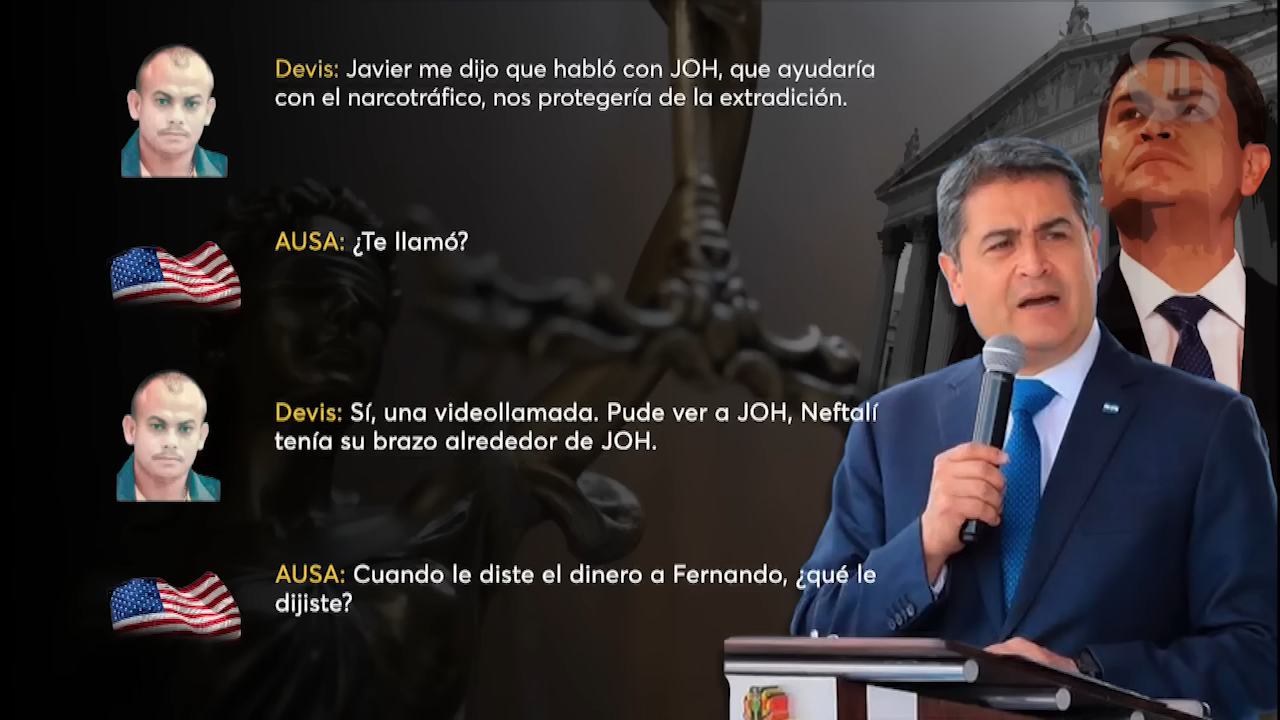 Devis: Javier me dijo que habló con JOH, que ayudaría
con el narcotráfico, nos protegería de la extradición.
AUSA: ¿Te llamó?
Devis: Sí, una videollamada. Pude ver a JOH, Neftalí
tenía su brazo alrededor de JOH.
AUSA: Cuando le diste el dinero a Fernando, ¿qué le
dijiste?